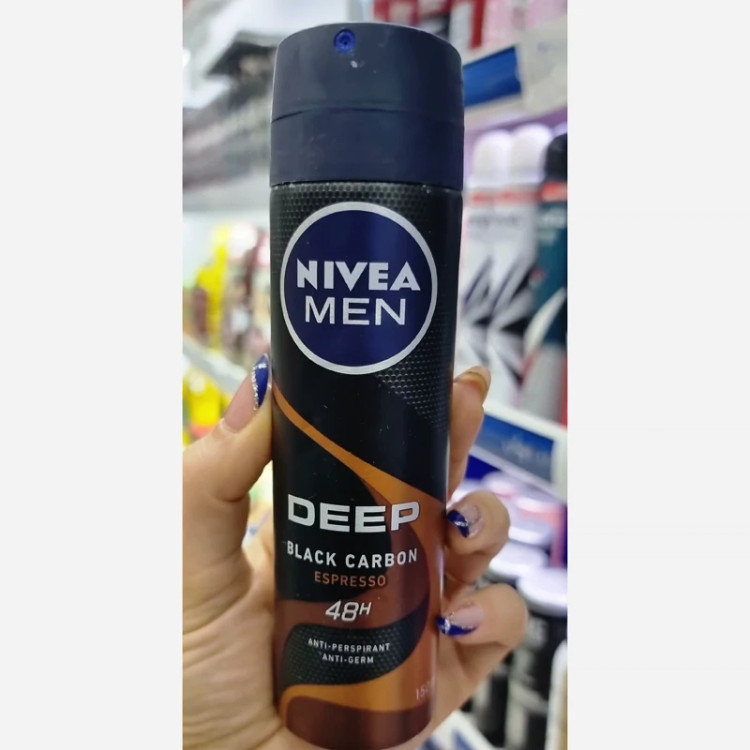 NIVEA
MEN
DEEP
BLACK CARBON
ESPRESSO
48H
ANTI-PERSPIRANT
ANTI-GERM